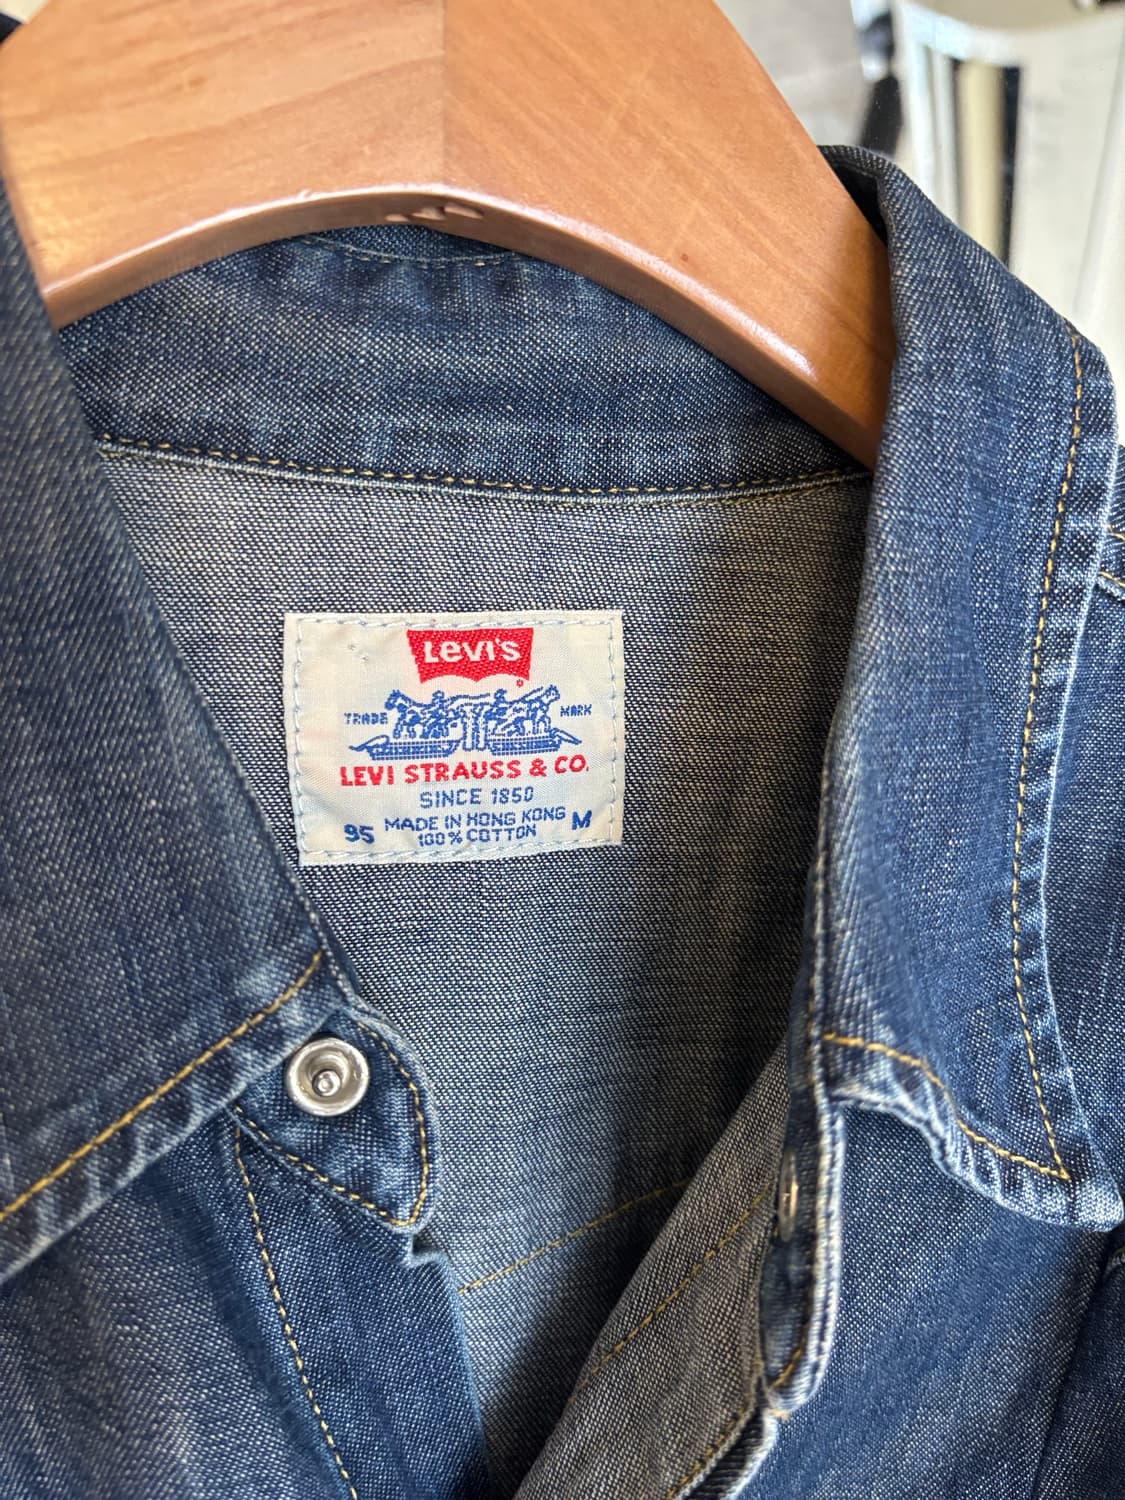 Levi's ®
TRADE MARK
LEVI STRAUSS & CO.
SINCE 1850
95 MADE IN HONG KONG M
100% COTTON